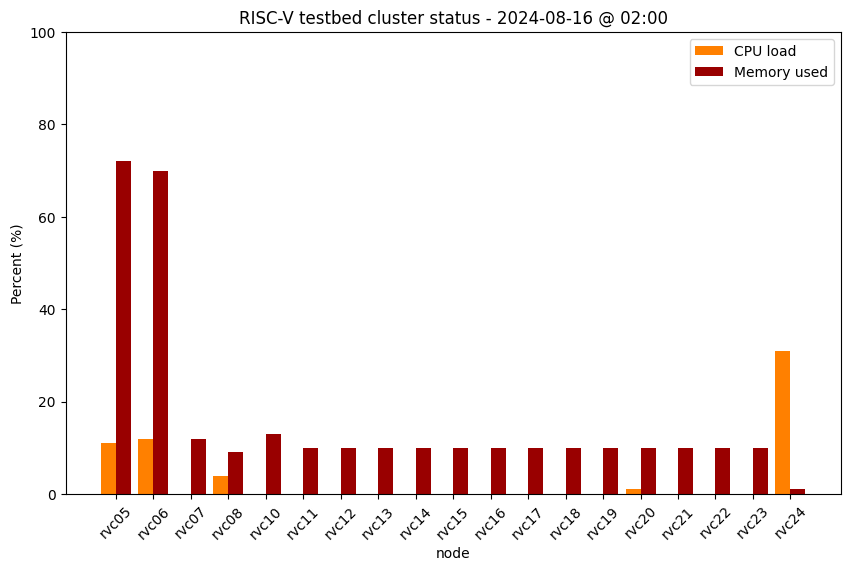 RISC-V testbed cluster status - 2024-08-16 @ 02:00
CPU load
Memory used
Percent (%)
100
80
60
40
20
0
rvc05 rvc06 rvc07 rvc08 rvc10 rvc11 rvc12 rvc13 rvc14 rvc15 rvc16 rvc17 rvc18 rvc19 rvc20 rvc21 rvc22 rvc23 rvc24
node